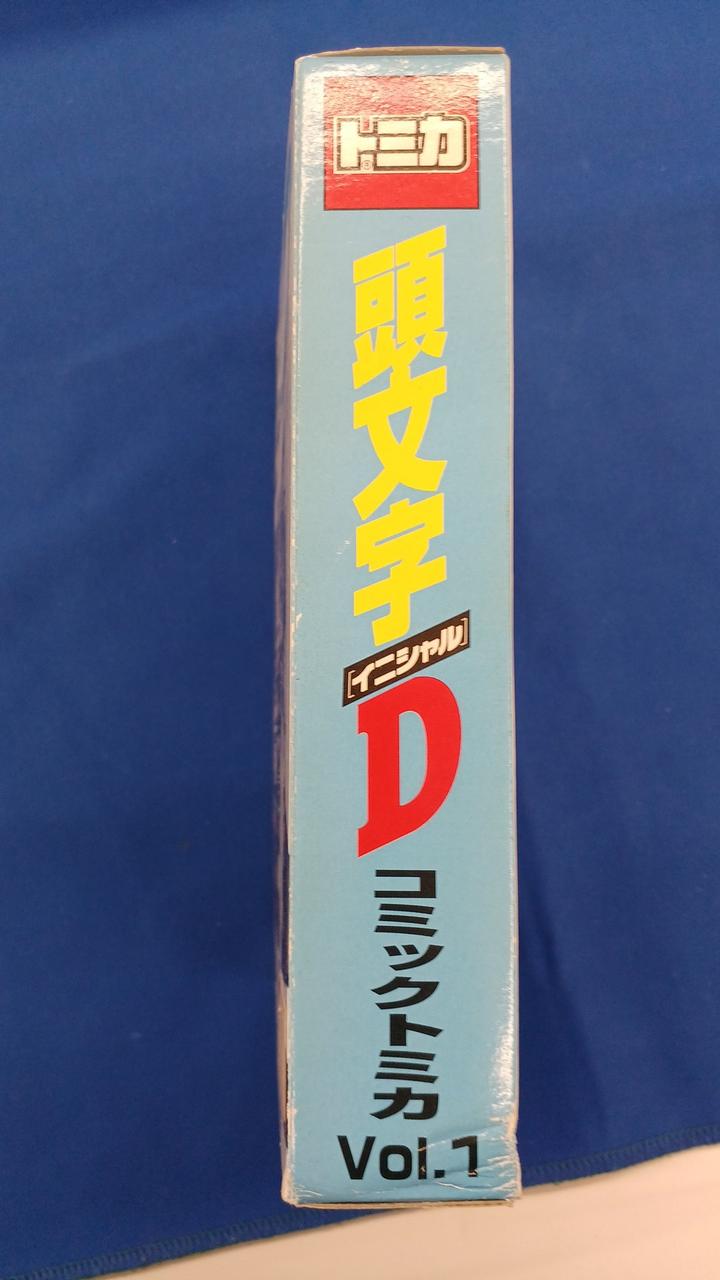 トミカ®
頭文字
[イニシャル]
D
コミックトミカ
Vol.1